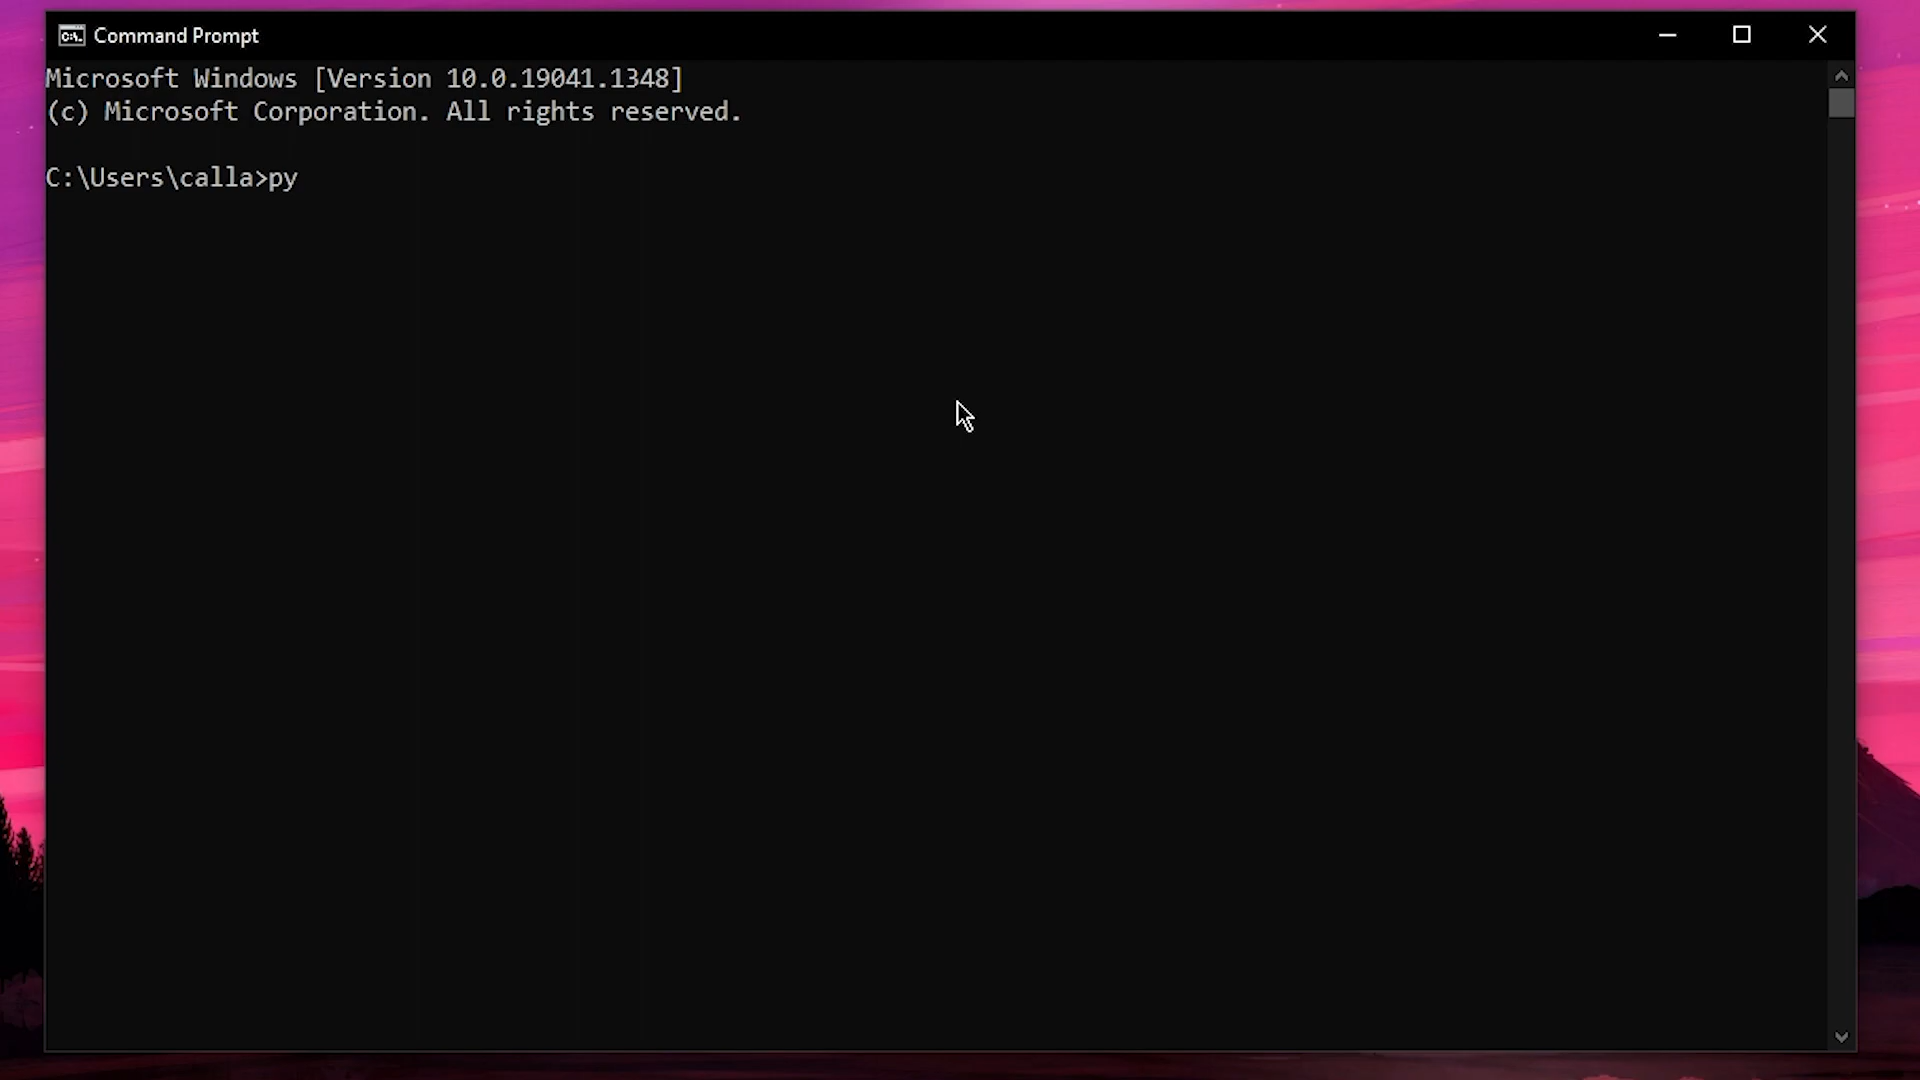 Command Prompt
Microsoft Windows [Version 10.0.19041.1348]
(c) Microsoft Corporation. All rights reserved.
C:\Users\calla>py